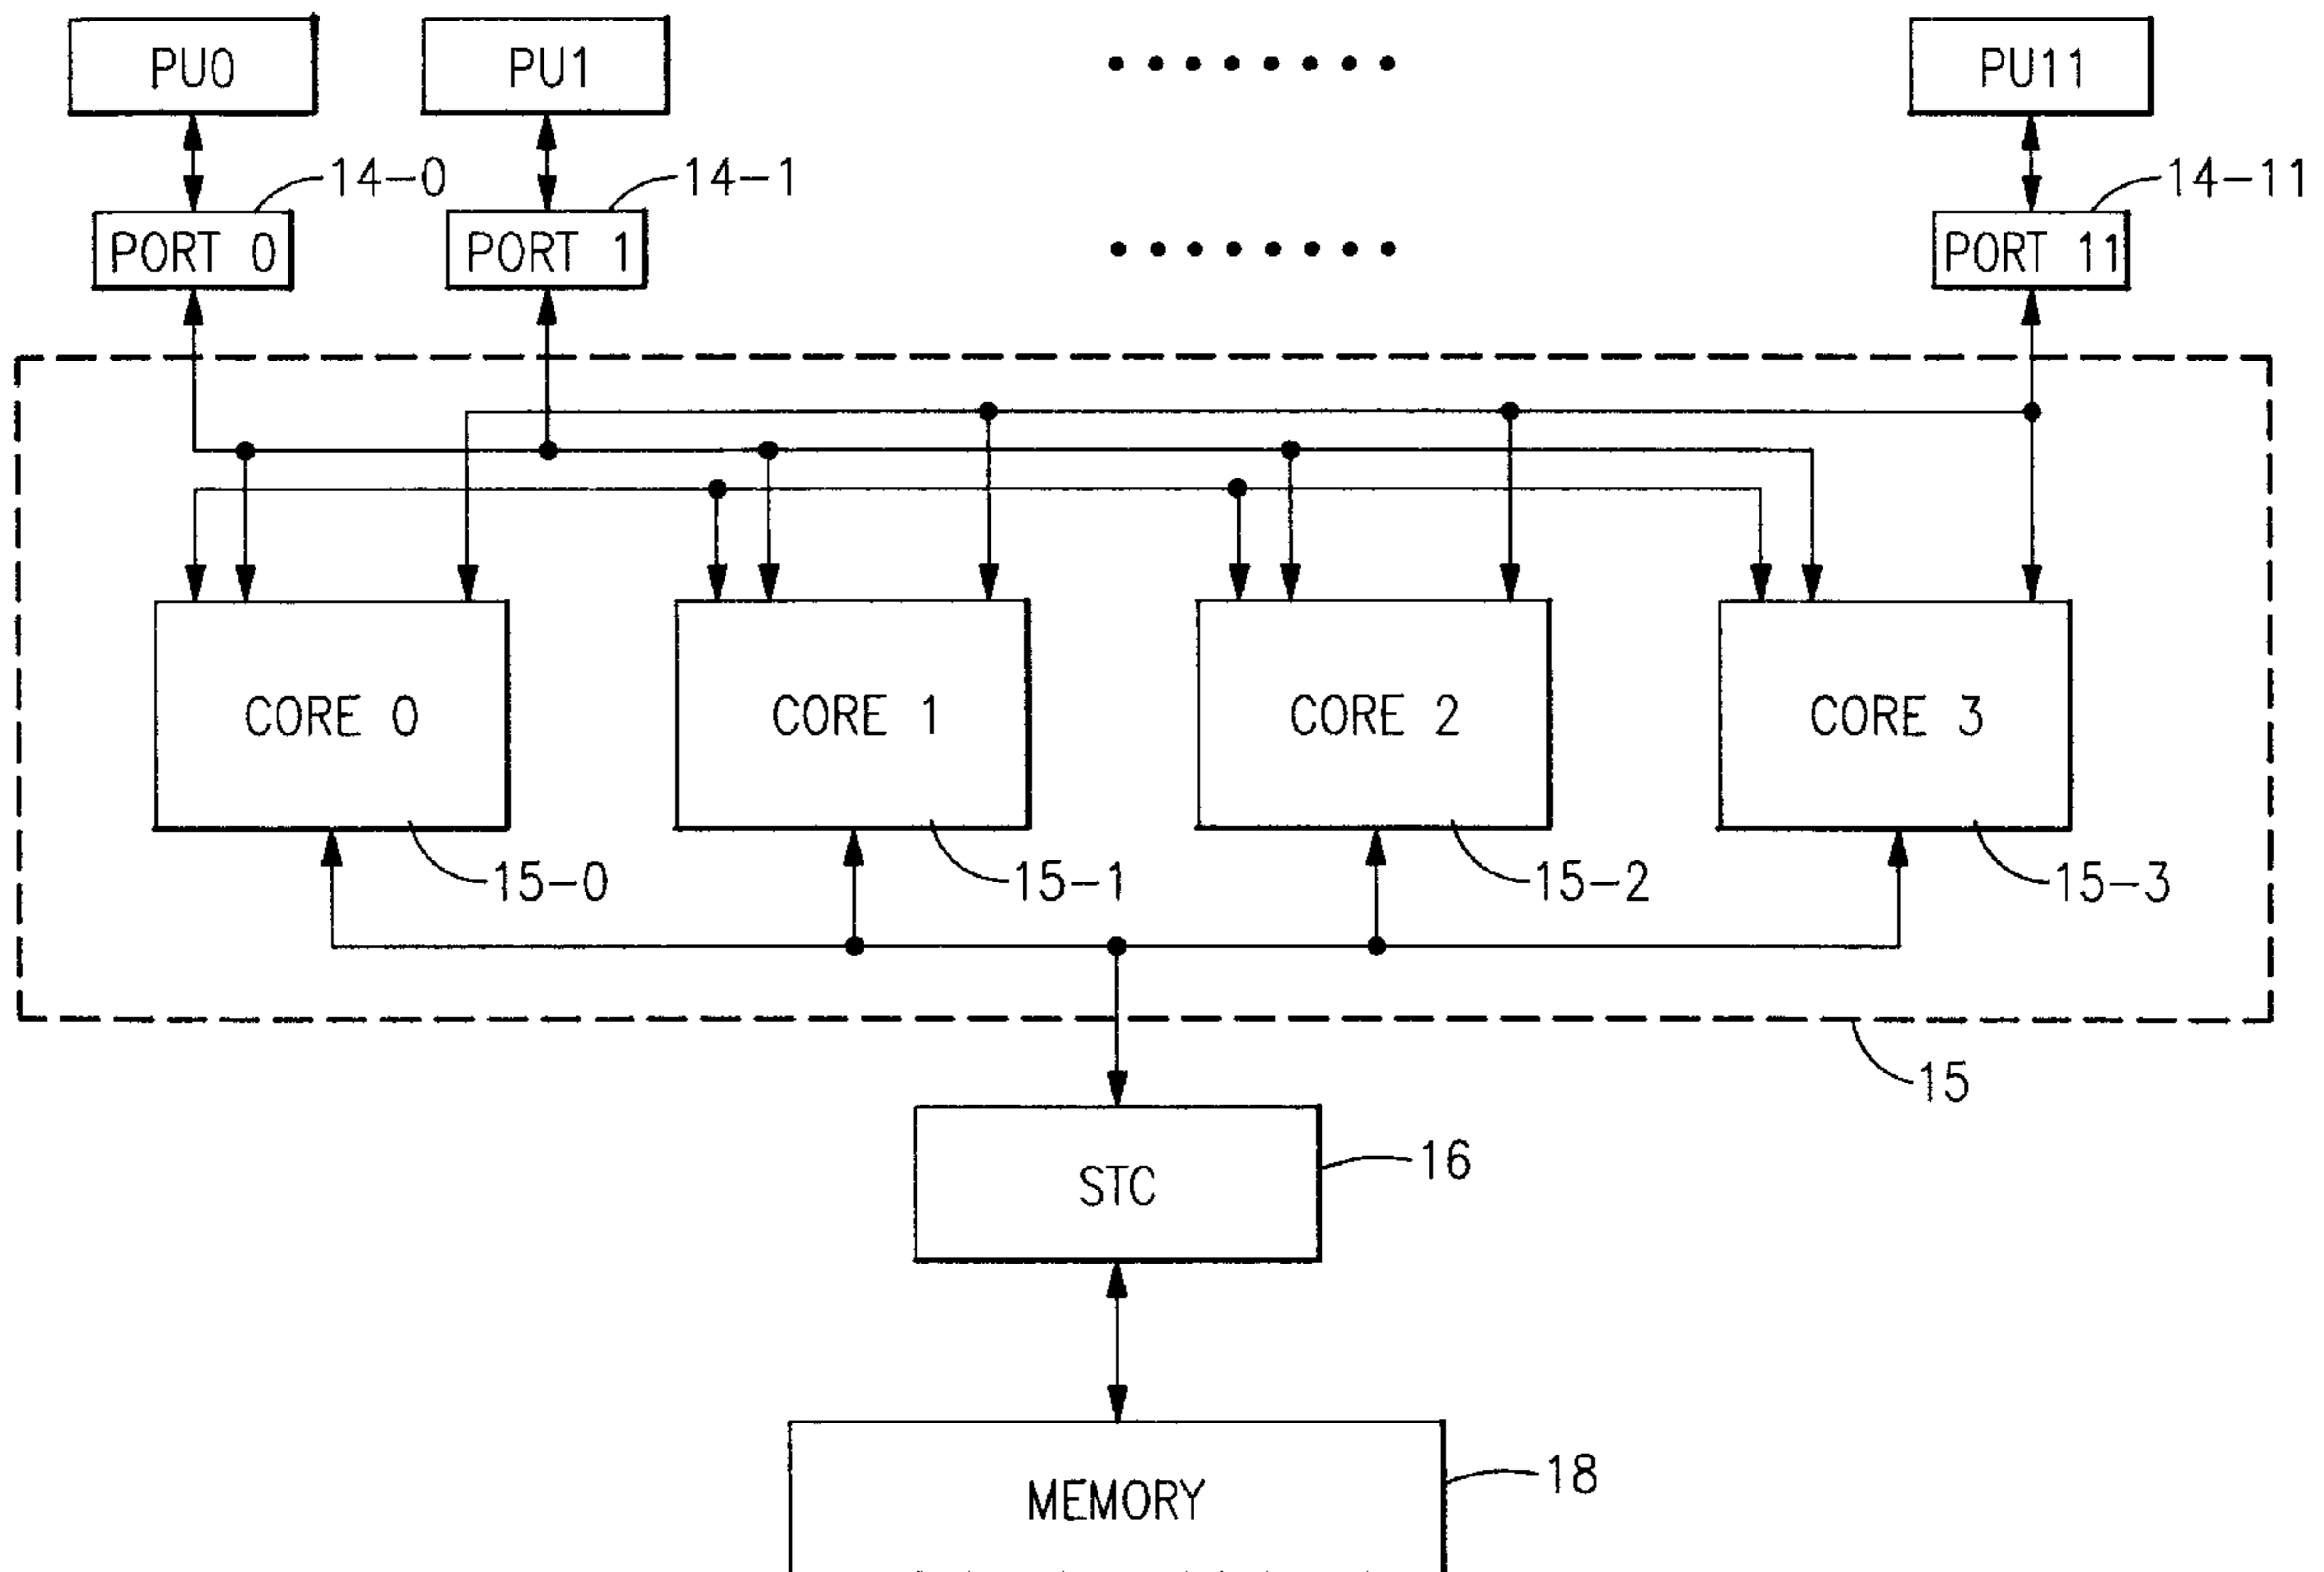 PU0
PU1
PU11
14-0
14-1
14-11
PORT 0
PORT 1
PORT 11
CORE 0
CORE 1
CORE 2
CORE 3
15-0
15-1
15-2
15-3
15
STC
16
MEMORY
18